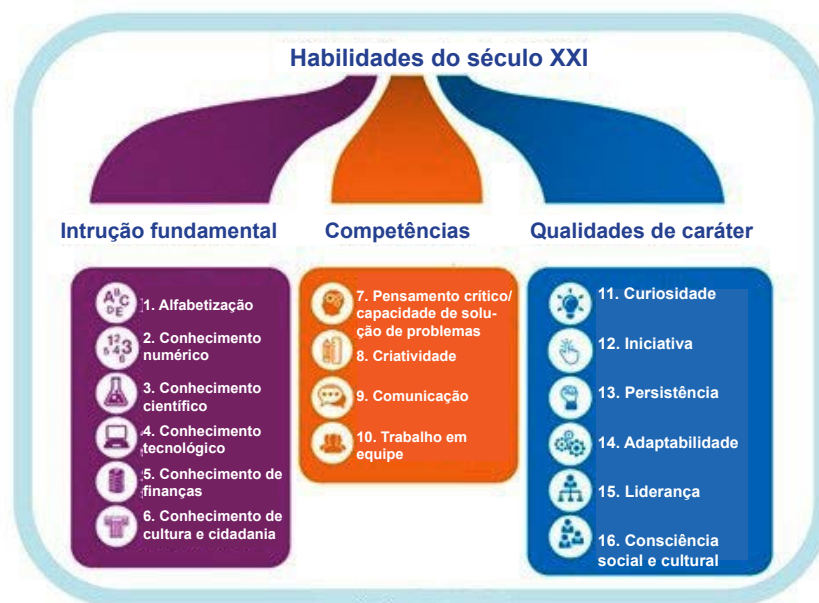 Habilidades do século XXI
Intrução fundamental
1. Alfabetização
2. Conhecimento
numérico
3. Conhecimento
científico
4. Conhecimento
tecnológico
5. Conhecimento de
finanças
6. Conhecimento de
cultura e cidadania
Competências
7. Pensamento crítico/
capacidade de solu-
ção de problemas
8. Criatividade
9. Comunicação
10. Trabalho em
equipe
Qualidades de caráter
11. Curiosidade
12. Iniciativa
13. Persistência
14. Adaptabilidade
15. Liderança
16. Consciência
social e cultural